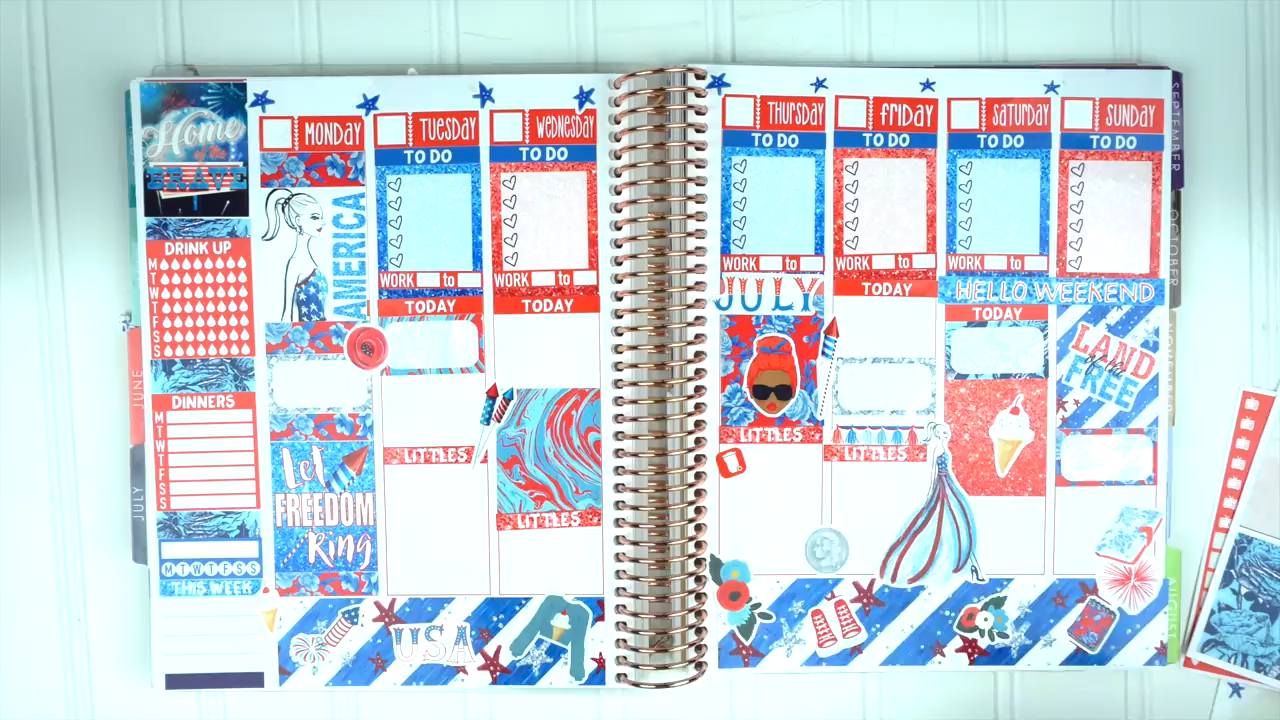 Home
of the
BRAVE
DRINK UP
M
T
W
T
F
S
S
DINNERS
M
T
W
T
F
S
S
M T W T F S S
THIS WEEK
MONDAY
AMERICA
Let
FREEDOM
Ring
TUESDAY
TO DO
WORK to
TODAY
LITTLES
WEDNESDAY
TO DO
WORK to
TODAY
LITTLES
USA
THURSDAY
TO DO
WORK to
JULY
LITTLES
FRIDAY
TO DO
WORK to
TODAY
LITTLES
SATURDAY
TO DO
WORK to
HELLO WEEKEND
TODAY
SUNDAY
TO DO
LAND
of the
FREE
JUNE
JULY
SEPTEMBER
OCTOBER
NOVEMBER
AUGUST